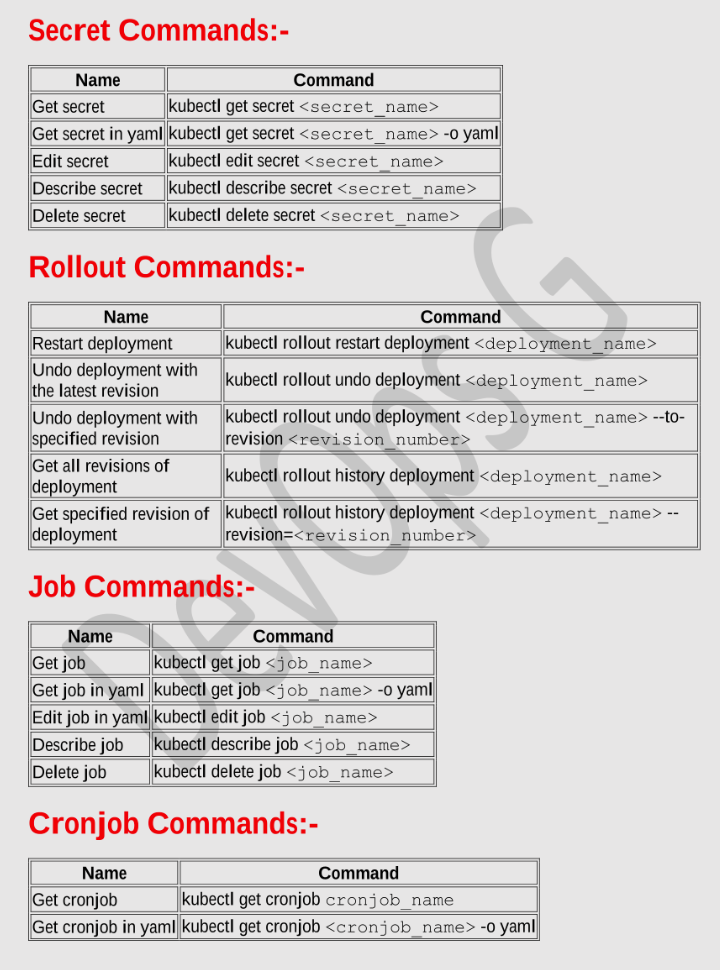 Secret Commands:-
Name Command
Get secret kubectl get secret <secret_name>
Get secret in yaml kubectl get secret <secret_name> -o yaml
Edit secret kubectl edit secret <secret_name>
Describe secret kubectl describe secret <secret_name>
Delete secret kubectl delete secret <secret_name>
Rollout Commands:-
Name Command
Restart deployment kubectl rollout restart deployment <deployment_name>
Undo deployment with
the latest revision
kubectl rollout undo deployment <deployment_name>
Undo deployment with
specified revision
kubectl rollout undo deployment <deployment_name> --to-
revision <revision_number>
Get all revisions of
deployment
kubectl rollout history deployment <deployment_name>
Get specified revision of
deployment
kubectl rollout history deployment <deployment_name> --
revision=<revision_number>
Job Commands:-
Name Command
Get job kubectl get job <job_name>
Get job in yaml kubectl get job <job_name> -o yaml
Edit job in yaml kubectl edit job <job_name>
Describe job kubectl describe job <job_name>
Delete job kubectl delete job <job_name>
Cronjob Commands:-
Name Command
Get cronjob kubectl get cronjob cronjob_name
Get cronjob in yaml kubectl get cronjob <cronjob_name> -o yaml
DevOps G